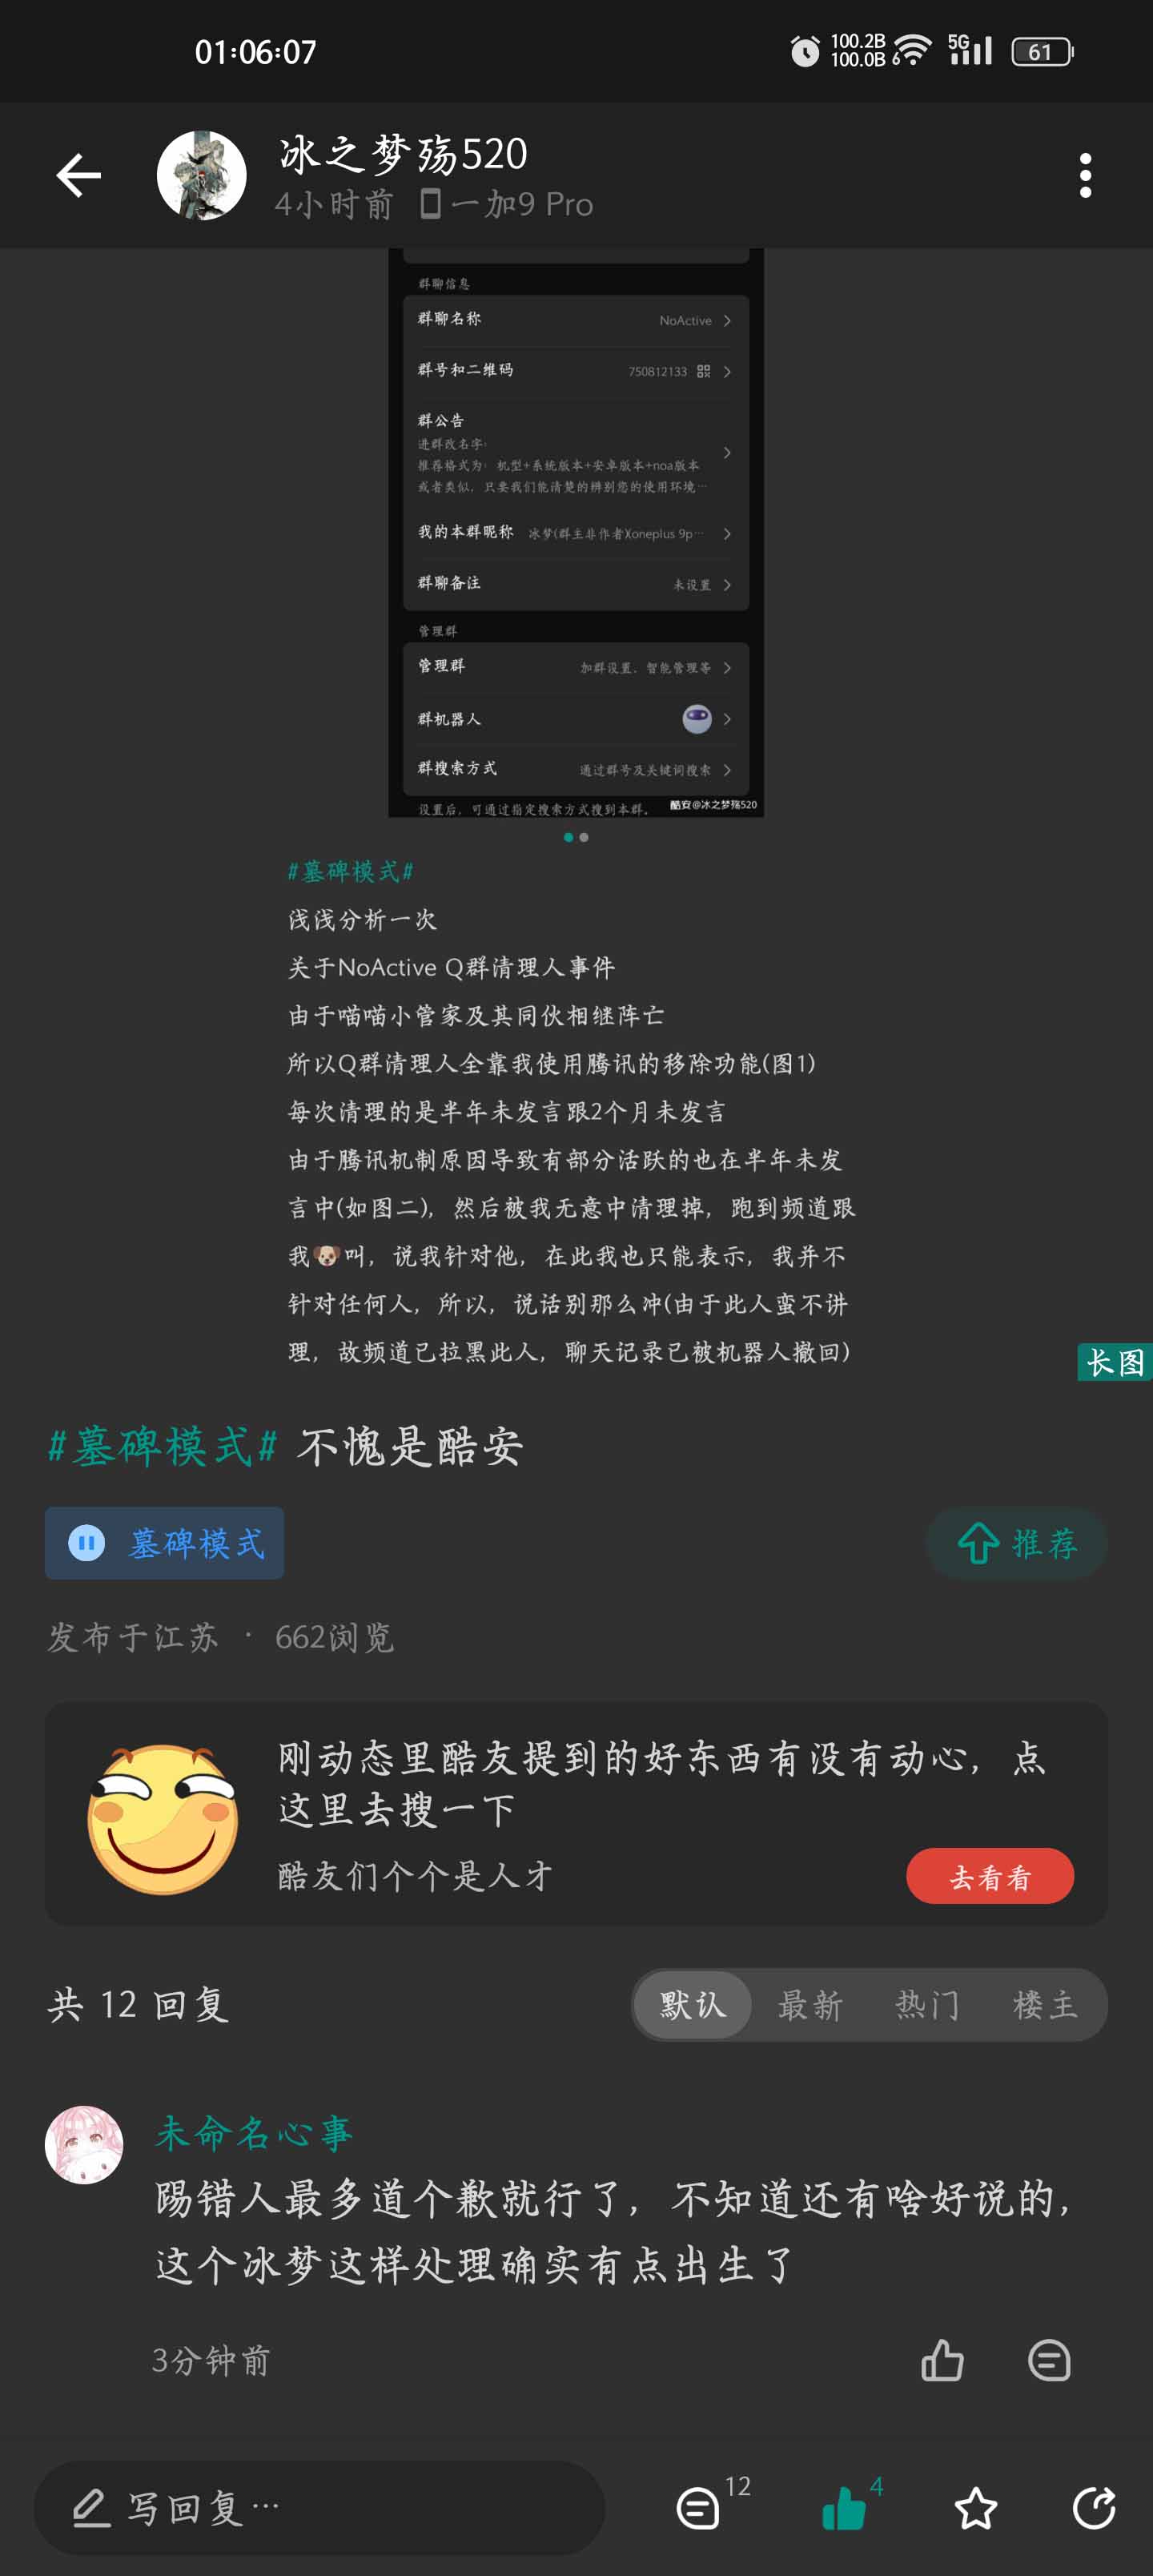 01:06:07
100.2B
100.0B
6
5G
61
冰之梦殇520
4小时前 一加9 Pro
群聊信息
群聊名称 NoActive
群号和二维码 750812133
群公告
进群改名字:
推荐格式为: 机型+系统版本+安卓版本+noa版本
或者类似, 只要我们能清楚的辨别您的使用环境…
我的本群昵称 冰梦(群主非作者)(oneplus 9p…
群聊备注 未设置
管理群
管理群 加群设置、智能管理等
群机器人
群搜索方式 通过群号及关键词搜索
设置后, 可通过指定搜索方式搜到本群。
酷安@冰之梦殇520
#墓碑模式#
浅浅分析一次
关于NoActive Q群清理人事件
由于喵喵小管家及其同伙相继阵亡
所以Q群清理人全靠我使用腾讯的移除功能(图1)
每次清理的是半年未发言跟2个月未发言
由于腾讯机制原因导致有部分活跃的也在半年未发
言中(如图二), 然后被我无意中清理掉, 跑到频道跟
我🐶叫, 说我针对他, 在此我也只能表示, 我并不
针对任何人, 所以, 说话别那么冲(由于此人蛮不讲
理, 故频道已拉黑此人, 聊天记录已被机器人撤回)
长图
#墓碑模式# 不愧是酷安
墓碑模式
推荐
发布于江苏 · 662浏览
刚动态里酷友提到的好东西有没有动心, 点
这里去搜一下
酷友们个个是人才
去看看
共 12 回复
默认 最新 热门 楼主
未命名心事
踢错人最多道个歉就行了, 不知道还有啥好说的,
这个冰梦这样处理确实有点出生了
3分钟前
写回复…
12
4